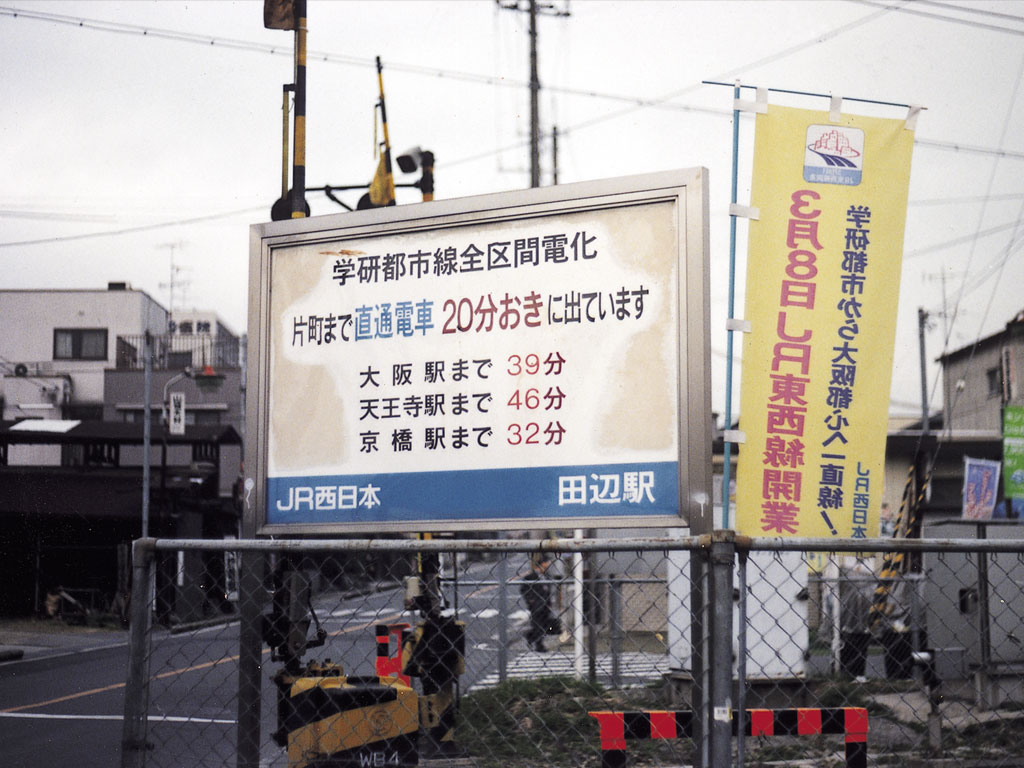 学研都市線全区間電化
片町まで直通電車 20分おきに出ています
大阪駅まで 39分
天王寺駅まで 46分
京橋駅まで 32分
JR西日本 田辺駅
学研都市から大阪都心へ一直線!
3月8日JR東西線開業
JR西日本
WB4